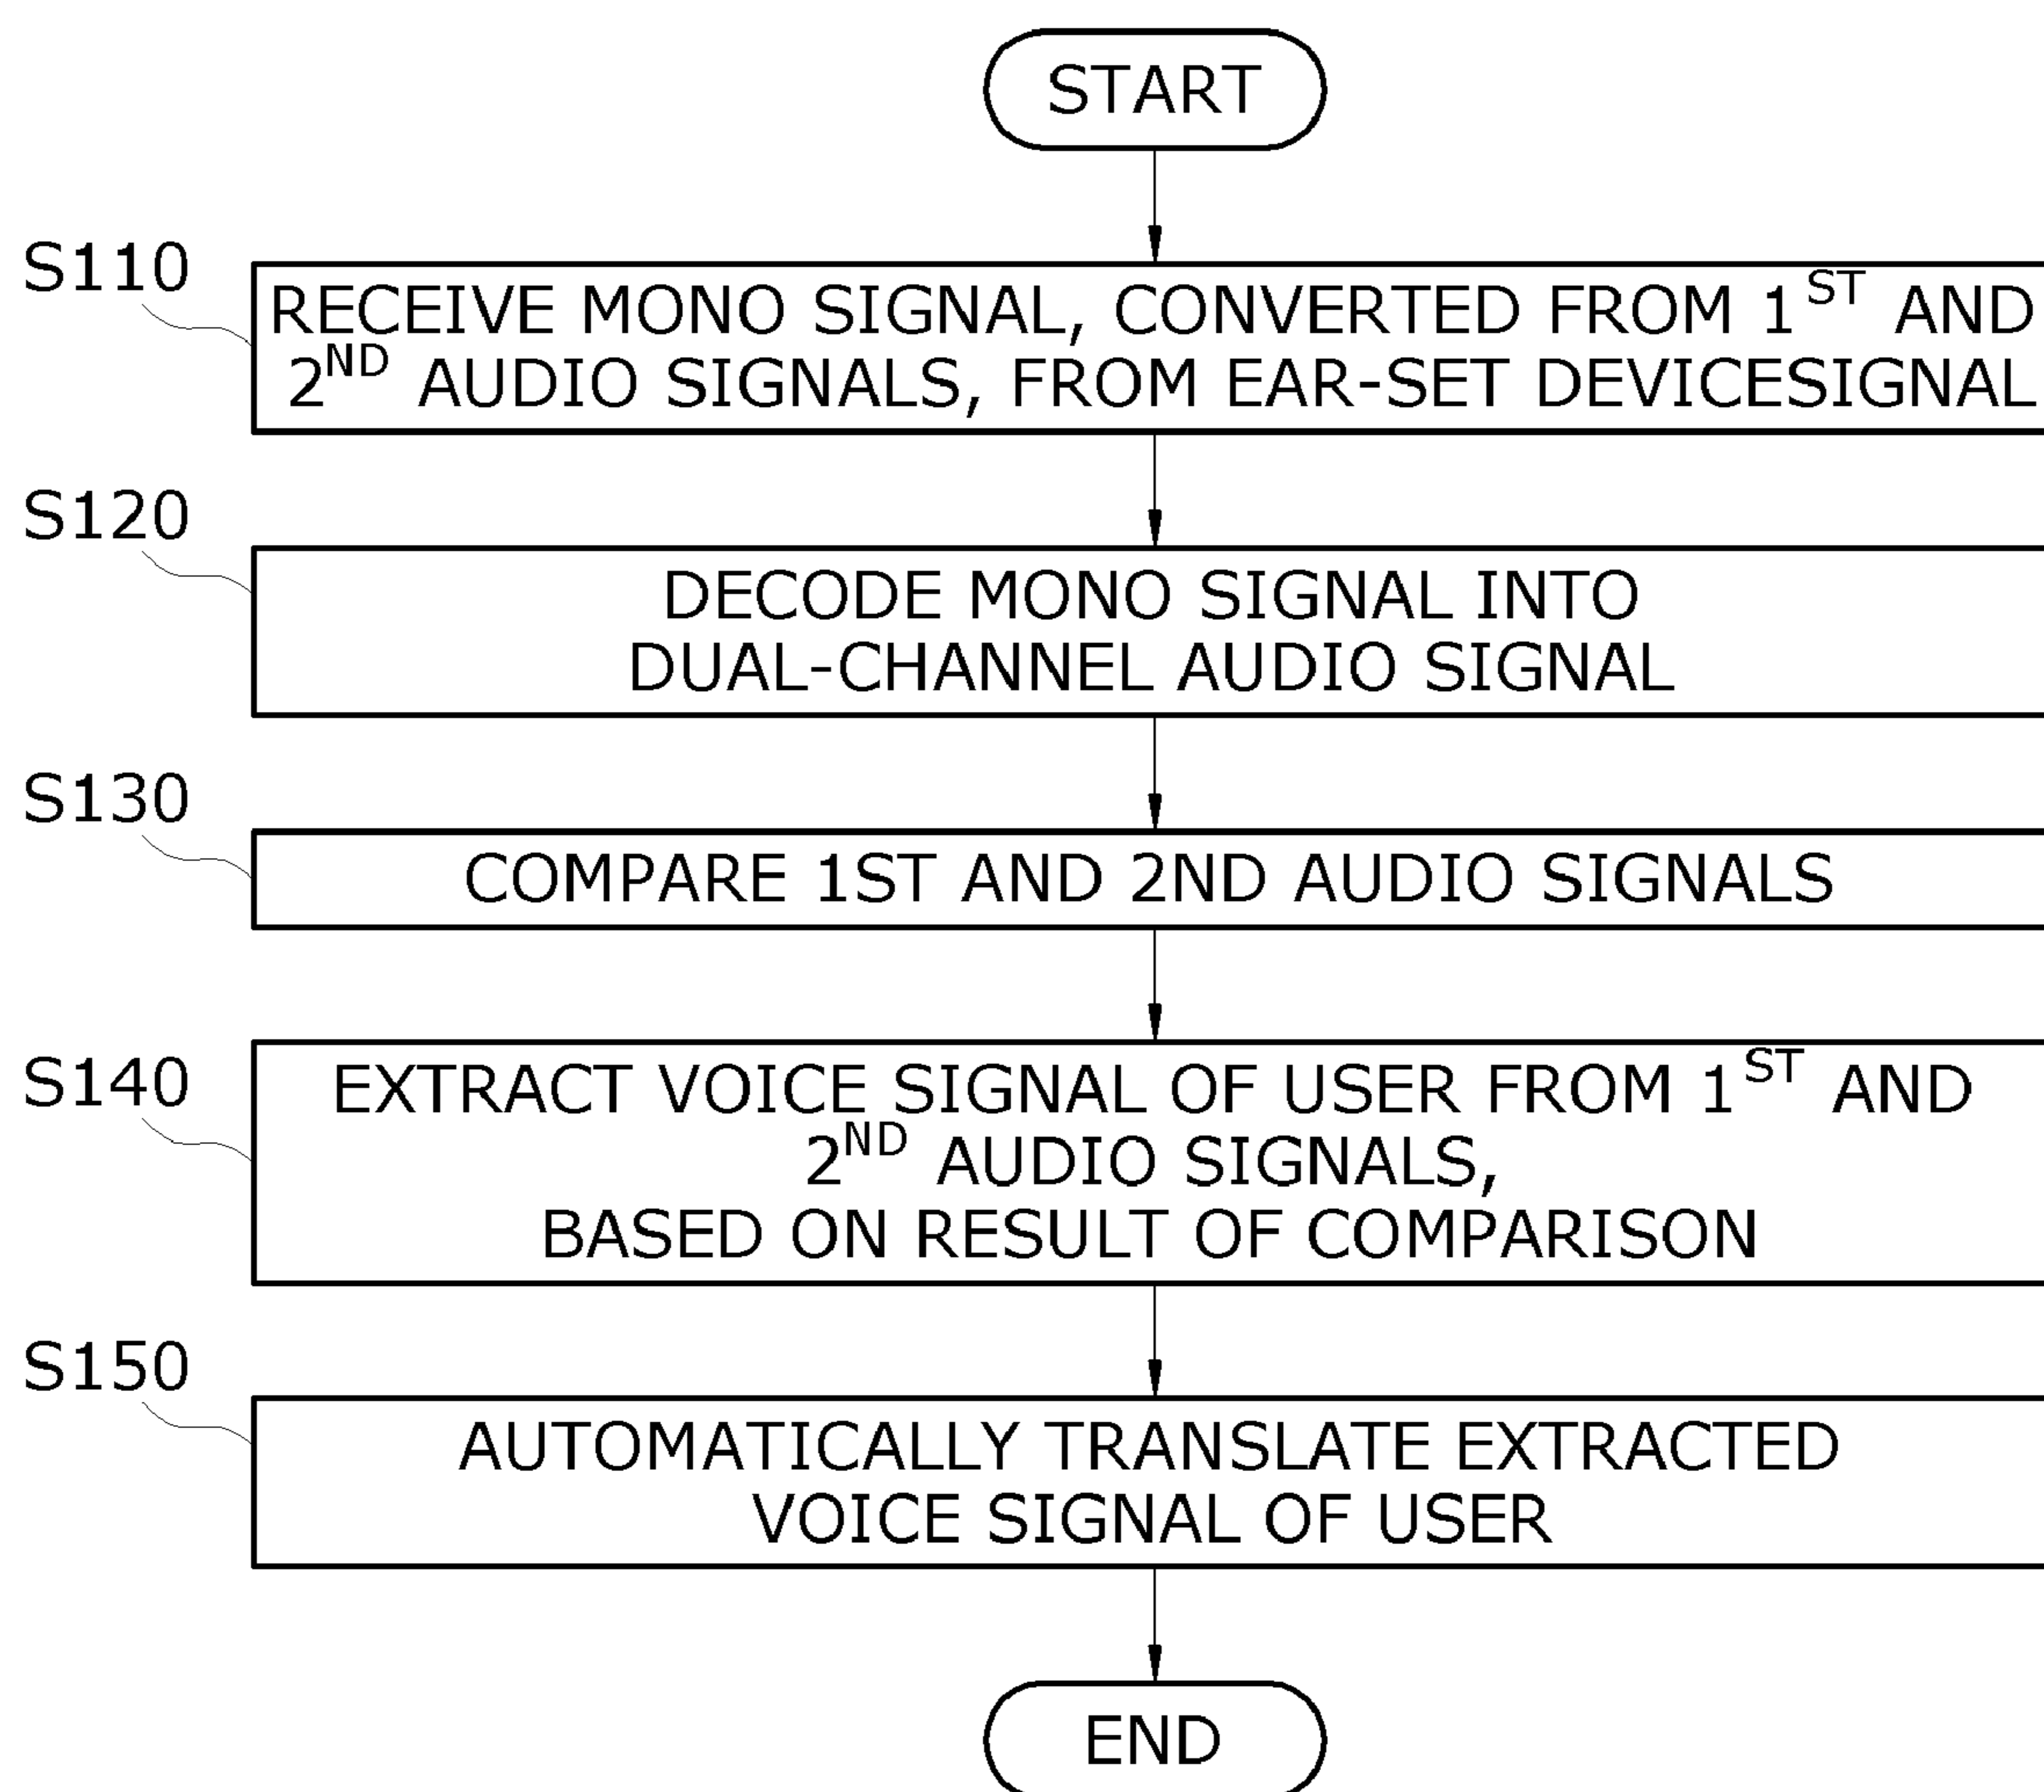 START
S110
RECEIVE MONO SIGNAL, CONVERTED FROM 1ST AND
2ND AUDIO SIGNALS, FROM EAR-SET DEVICESIGNAL
S120
DECODE MONO SIGNAL INTO
DUAL-CHANNEL AUDIO SIGNAL
S130
COMPARE 1ST AND 2ND AUDIO SIGNALS
S140
EXTRACT VOICE SIGNAL OF USER FROM 1ST AND
2ND AUDIO SIGNALS,
BASED ON RESULT OF COMPARISON
S150
AUTOMATICALLY TRANSLATE EXTRACTED
VOICE SIGNAL OF USER
END